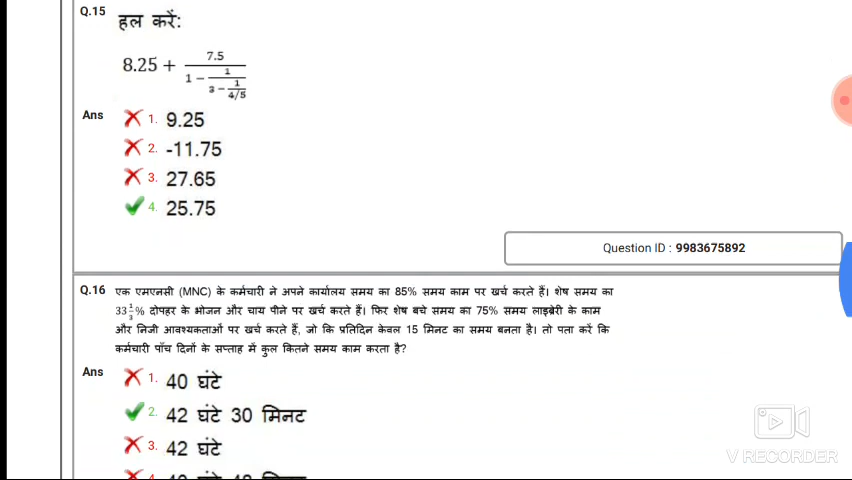 Q.15 हल करें:
8.25 + 7.5 / (1 − 1 / (3 − 1 / (4/5)))
Ans 1. 9.25
2. -11.75
3. 27.65
4. 25.75
Question ID : 9983675892
Q.16 एक एमएनसी (MNC) के कर्मचारी ने अपने कार्यालय समय का 85% समय काम पर खर्च करते हैं। शेष समय का
33 1/3 % दोपहर के भोजन और चाय पीने पर खर्च करते हैं। फिर शेष बचे समय का 75% समय लाइब्रेरी के काम
और निजी आवश्यकताओं पर खर्च करते हैं, जो कि प्रतिदिन केवल 15 मिनट का समय बनता है। तो पता करें कि
कर्मचारी पाँच दिनों के सप्ताह में कुल कितने समय काम करता है?
Ans 1. 40 घंटे
2. 42 घंटे 30 मिनट
3. 42 घंटे
V RECORDER